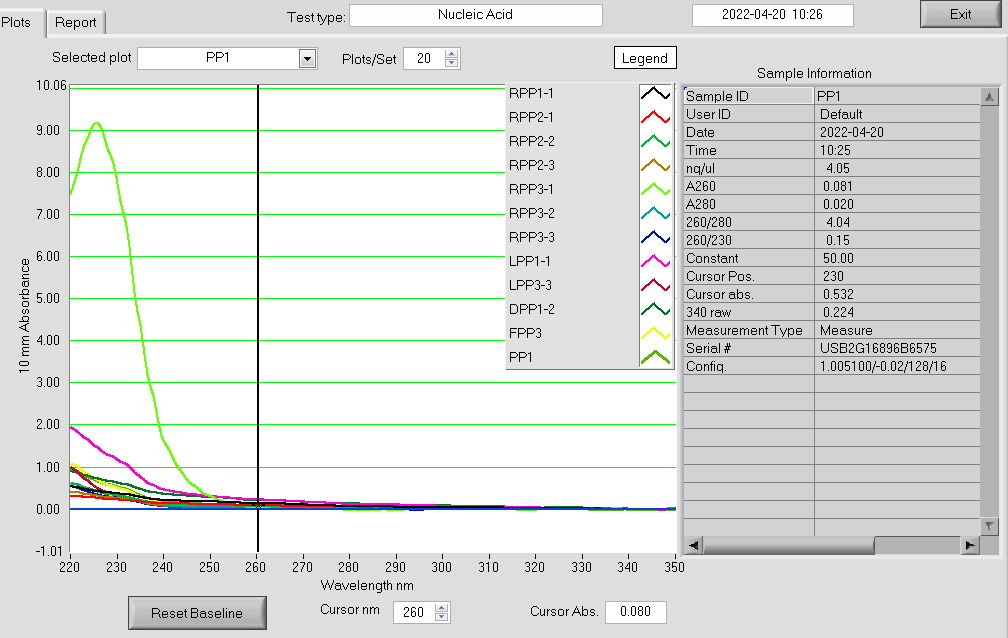 Plots
Report
Test type:
Nucleic Acid
2022-04-20 10:26
Exit
Selected plot
PP1
Plots/Set
20
Legend
10 mm Absorbance
10.06
9.00
8.00
7.00
6.00
5.00
4.00
3.00
2.00
1.00
0.00
-1.01
220 230 240 250 260 270 280 290 300 310 320 330 340 350
Wavelength nm
RPP1-1
RPP2-1
RPP2-2
RPP2-3
RPP3-1
RPP3-2
RPP3-3
LPP1-1
LPP3-3
DPP1-2
FPP3
PP1
Sample Information
Sample ID PP1
User ID Default
Date 2022-04-20
Time 10:25
ng/ul 4.05
A260 0.081
A280 0.020
260/280 4.04
260/230 0.15
Constant 50.00
Cursor Pos. 230
Cursor abs. 0.532
340 raw 0.224
Measurement Type Measure
Serial # USB2G16896B6575
Config. 1.005100/-0.02/128/16
Reset Baseline
Cursor nm
260
Cursor Abs.
0.080